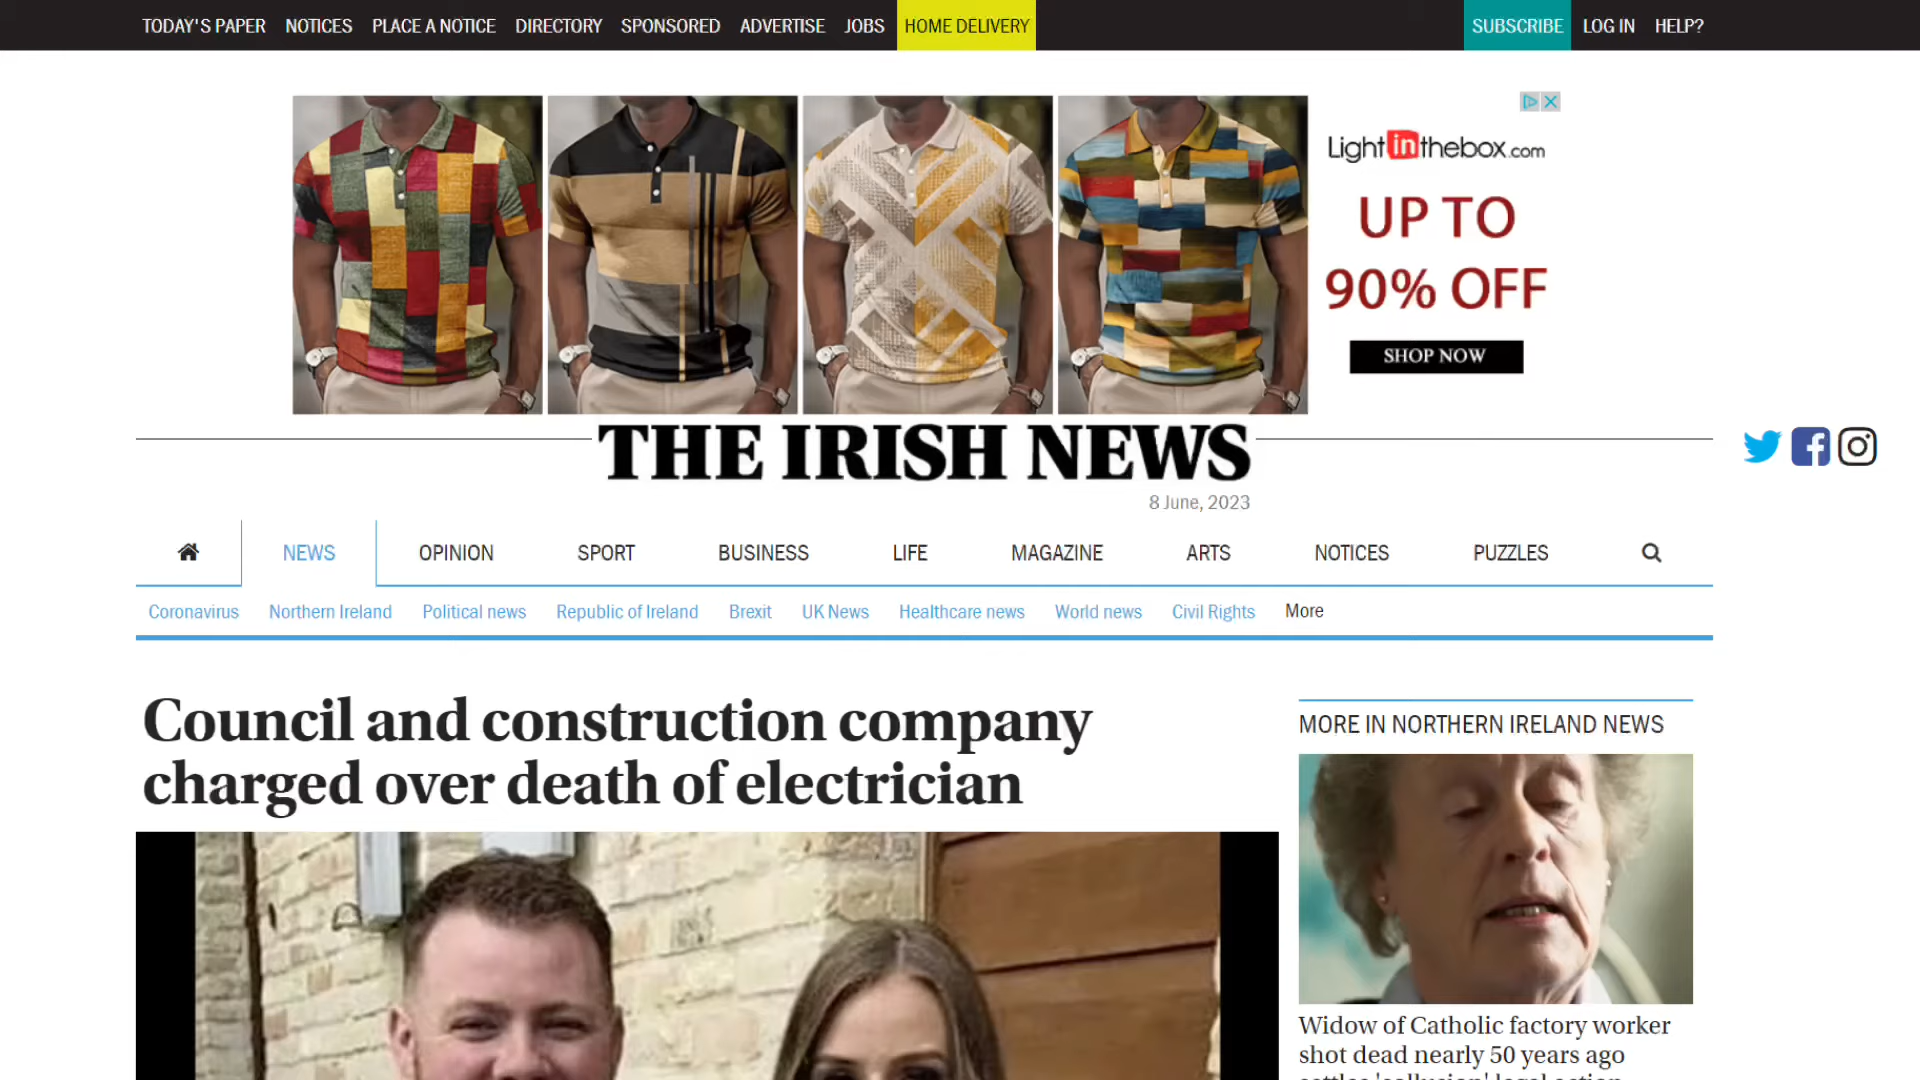 TODAY'S PAPER NOTICES PLACE A NOTICE DIRECTORY SPONSORED ADVERTISE JOBS HOME DELIVERY SUBSCRIBE LOG IN HELP?
Lightinthebox.com
UP TO
90% OFF
SHOP NOW
THE IRISH NEWS
8 June, 2023
NEWS OPINION SPORT BUSINESS LIFE MAGAZINE ARTS NOTICES PUZZLES
Coronavirus Northern Ireland Political news Republic of Ireland Brexit UK News Healthcare news World news Civil Rights More
Council and construction company
charged over death of electrician
MORE IN NORTHERN IRELAND NEWS
Widow of Catholic factory worker
shot dead nearly 50 years ago
settles 'collusion' legal action